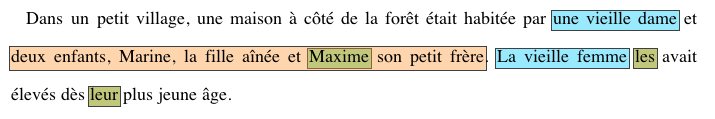 Dans un petit village, une maison à côté de la forêt était habitée par une vieille dame et
deux enfants, Marine, la fille aînée et Maxime son petit frère. La vieille femme les avait
élevés dès leur plus jeune âge.